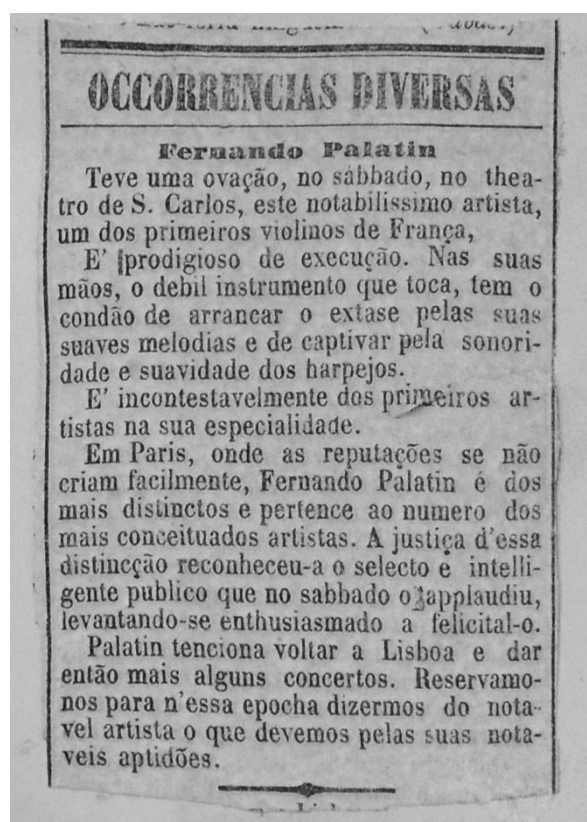 OCCORRENCIAS DIVERSAS
Fernando Palatin
Teve uma ovação, no sábbado, no thea-
tro de S. Carlos, este notabilissimo artista,
um dos primeiros violinos de França,
E' prodigioso de execução. Nas suas
mãos, o debil instrumento que toca, tem o
condão de arrancar o extase pelas suas
suaves melodias e de captivar pela sonori-
dade e suavidade dos harpejos.
E' incontestavelmente dos primeiros ar-
tistas na sua especialidade.
Em Paris, onde as reputações se não
criam facilmente, Fernando Palatin é dos
mais distinctos e pertence ao numero dos
mais conceituados artistas. A justiça d'essa
distincção reconheceu-a o selecto e intelli-
gente publico que no sabbado o applaudiu,
levantando-se enthusiasmado a felicital-o.
Palatin tenciona voltar a Lisboa e dar
então mais alguns concertos. Reservamo-
nos para n'essa epocha dizermos do nota-
vel artista o que devemos pelas suas nota-
veis aptidões.